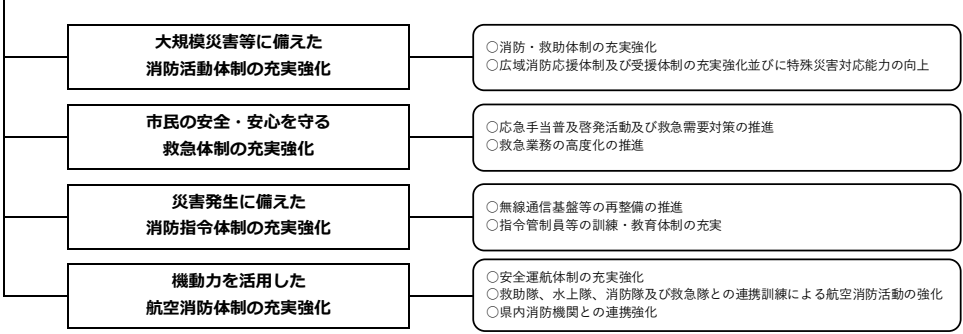 大規模災害等に備えた
消防活動体制の充実強化
○消防・救助体制の充実強化
○広域消防応援体制及び受援体制の充実強化並びに特殊災害対応能力の向上
市民の安全・安心を守る
救急体制の充実強化
○応急手当普及啓発活動及び救急需要対策の推進
○救急業務の高度化の推進
災害発生に備えた
消防指令体制の充実強化
○無線通信基盤等の再整備の推進
○指令管制員等の訓練・教育体制の充実
機動力を活用した
航空消防体制の充実強化
○安全運航体制の充実強化
○救助隊、水上隊、消防隊及び救急隊との連携訓練による航空消防活動の強化
○県内消防機関との連携強化